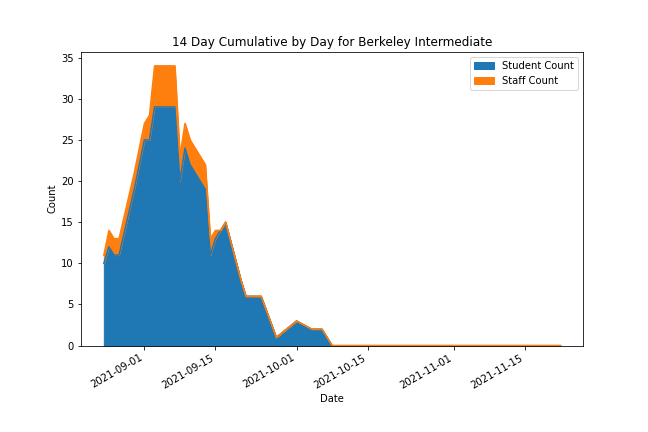 14 Day Cumulative by Day for Berkeley Intermediate
Student Count
Staff Count
35
30
25
20
15
10
5
0
Count
2021-09-01
2021-09-15
2021-10-01
2021-10-15
2021-11-01
2021-11-15
Date